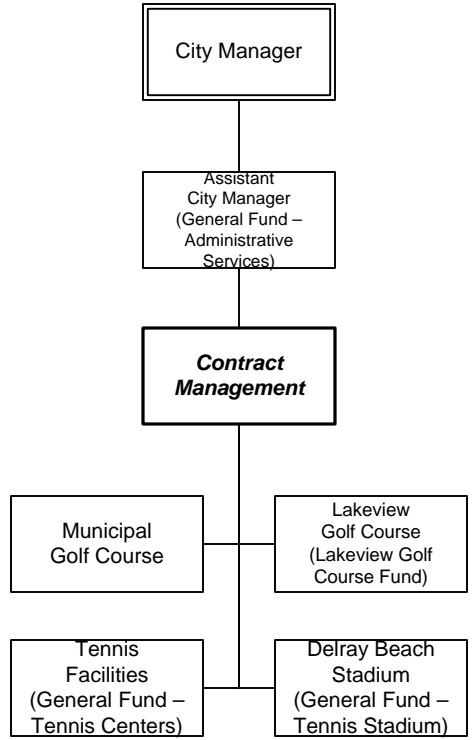 City Manager
Assistant
City Manager
(General Fund –
Administrative
Services)
Contract
Management
Municipal
Golf Course
Lakeview
Golf Course
(Lakeview Golf
Course Fund)
Tennis
Facilities
(General Fund –
Tennis Centers)
Delray Beach
Stadium
(General Fund –
Tennis Stadium)